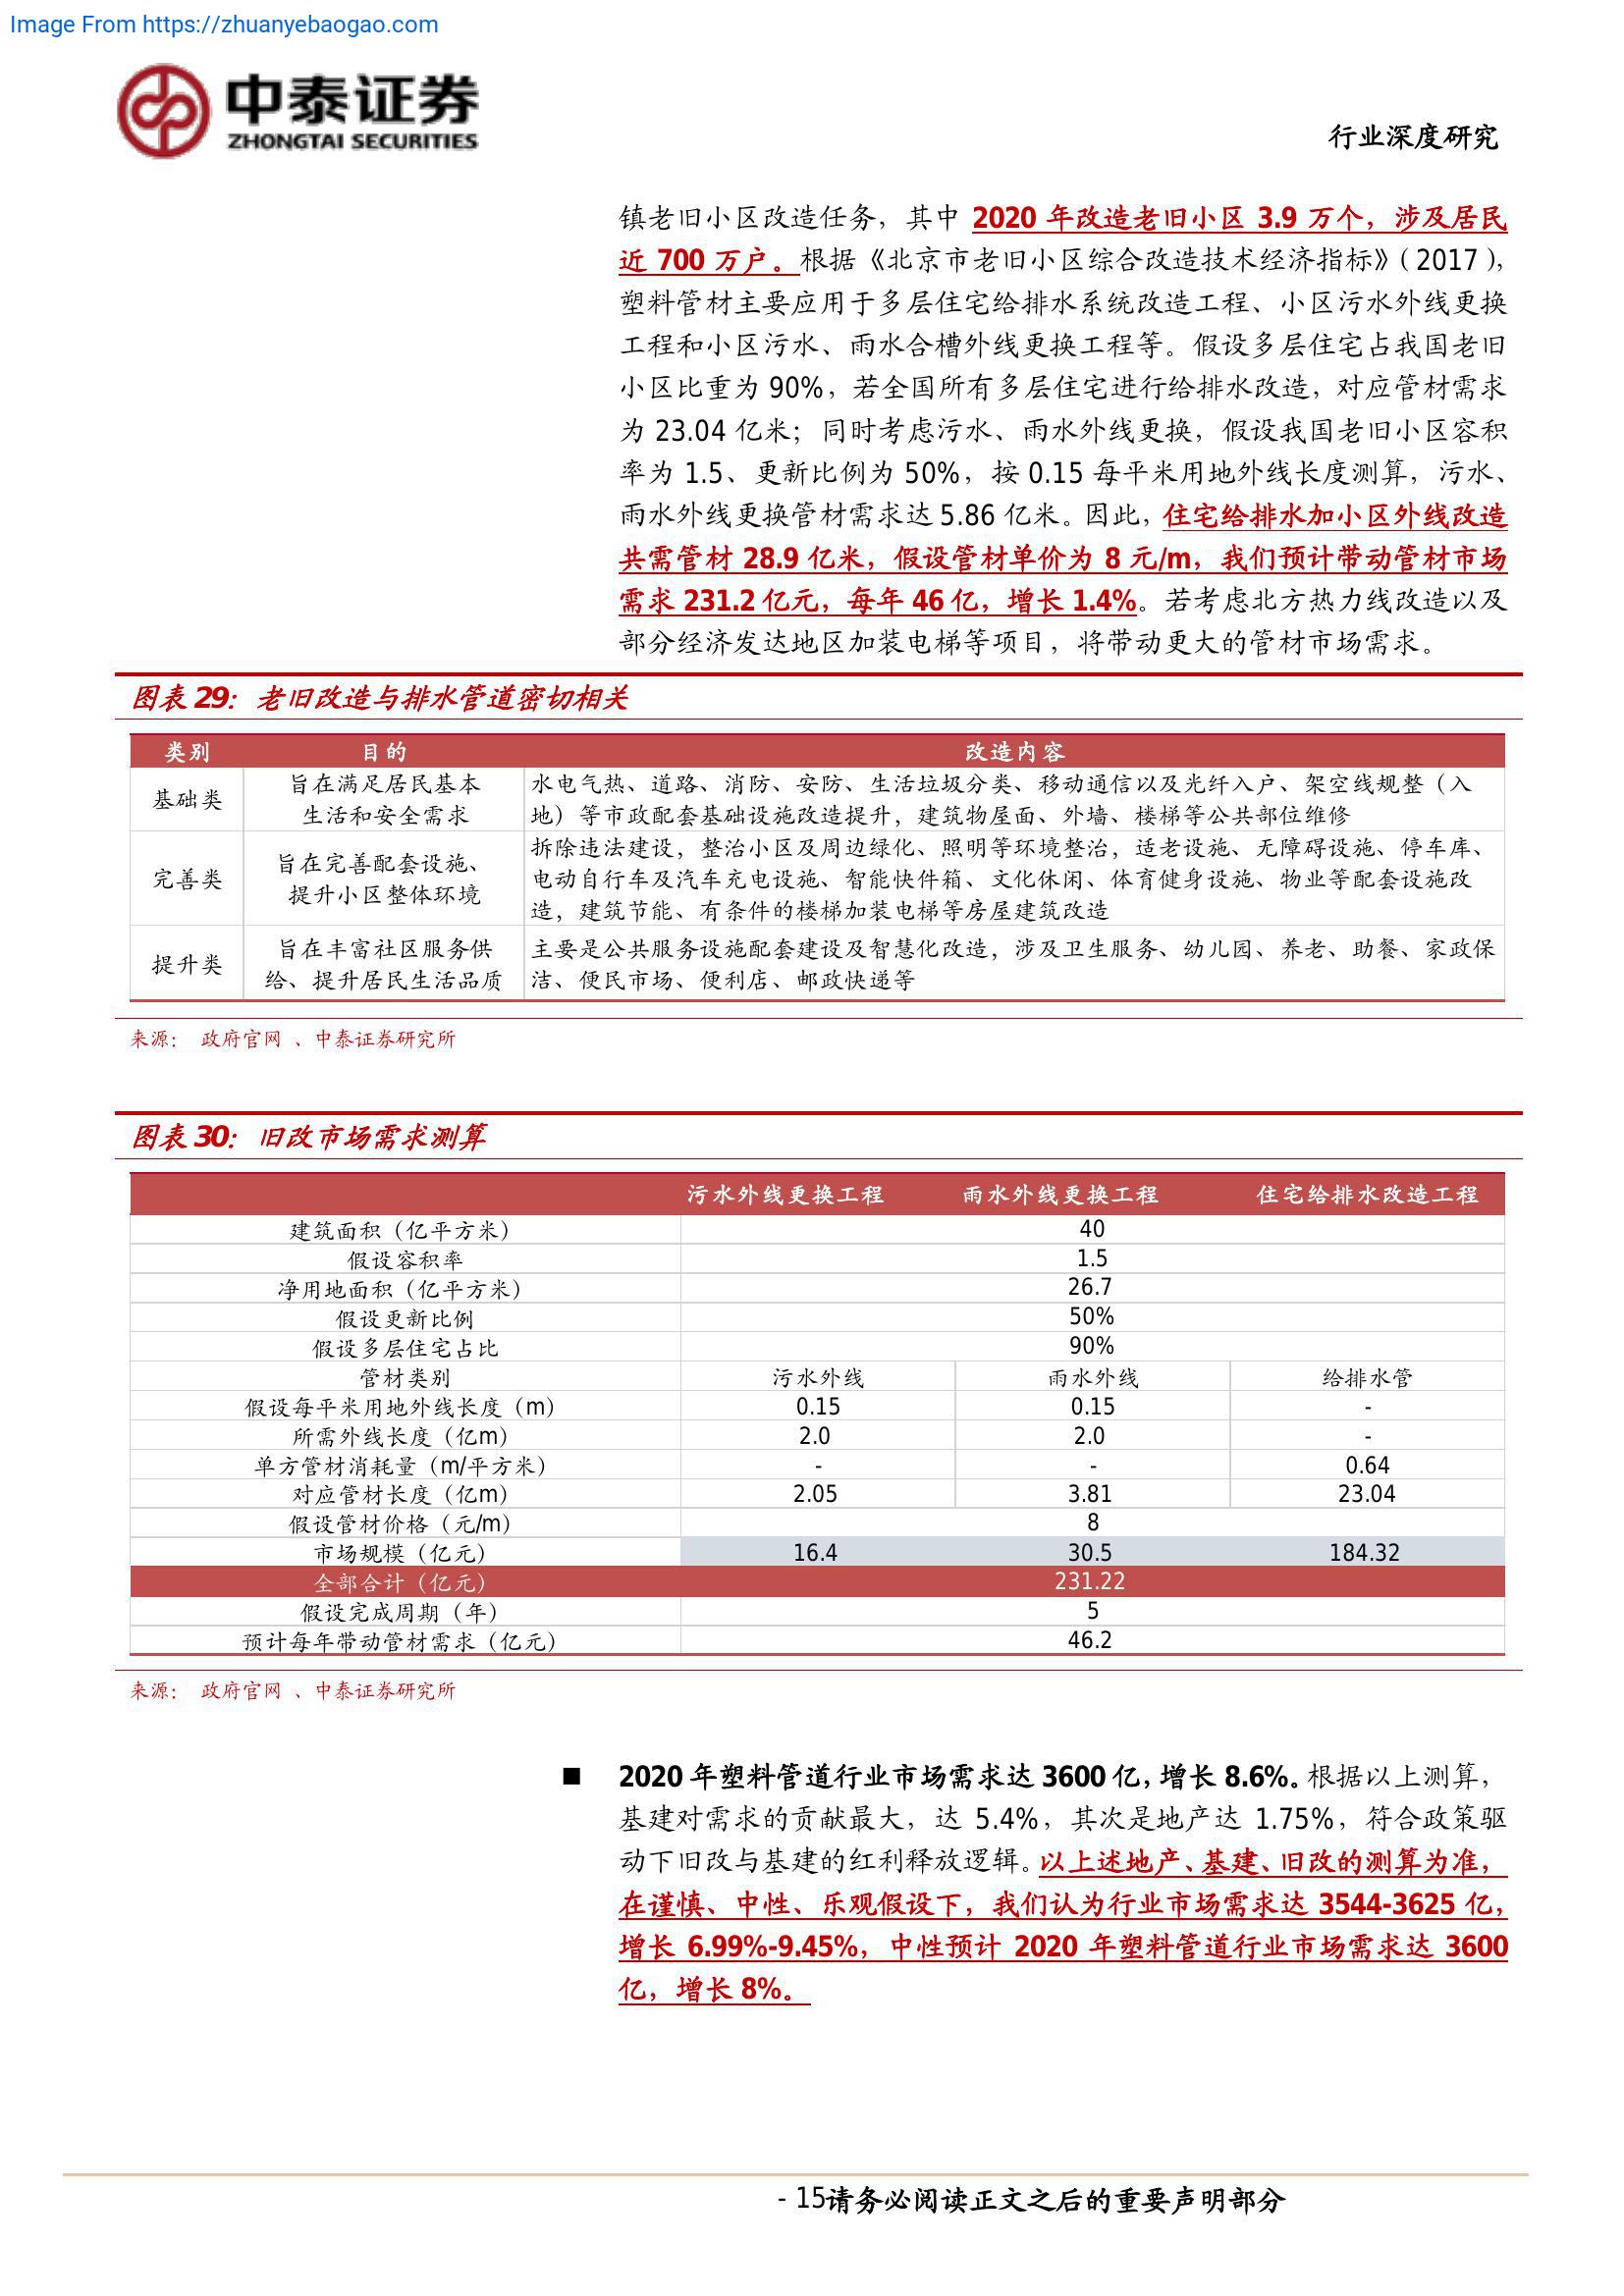 Image From https://zhuanyebaogao.com
中泰证券
ZHONGTAI SECURITIES
行业深度研究
镇老旧小区改造任务，其中 2020 年改造老旧小区 3.9 万个，涉及居民
近 700 万户。根据《北京市老旧小区综合改造技术经济指标》（2017），
塑料管材主要应用于多层住宅给排水系统改造工程、小区污水外线更换
工程和小区污水、雨水合槽外线更换工程等。假设多层住宅占我国老旧
小区比重为 90%，若全国所有多层住宅进行给排水改造，对应管材需求
为 23.04 亿米；同时考虑污水、雨水外线更换，假设我国老旧小区容积
率为 1.5、更新比例为 50%，按 0.15 每平米用地外线长度测算，污水、
雨水外线更换管材需求达 5.86 亿米。因此，住宅给排水加小区外线改造
共需管材 28.9 亿米，假设管材单价为 8 元/m，我们预计带动管材市场
需求 231.2 亿元，每年 46 亿，增长 1.4%。若考虑北方热力线改造以及
部分经济发达地区加装电梯等项目，将带动更大的管材市场需求。
图表 29：老旧改造与排水管道密切相关
类别 目的 改造内容
基础类 旨在满足居民基本 水电气热、道路、消防、安防、生活垃圾分类、移动通信以及光纤入户、架空线规整（入
生活和安全需求 地）等市政配套基础设施改造提升，建筑物屋面、外墙、楼梯等公共部位维修
拆除违法建设，整治小区及周边绿化、照明等环境整治，适老设施、无障碍设施、停车库、
完善类 旨在完善配套设施、 电动自行车及汽车充电设施、智能快件箱、文化休闲、体育健身设施、物业等配套设施改
提升小区整体环境 造，建筑节能、有条件的楼梯加装电梯等房屋建筑改造
提升类 旨在丰富社区服务供 主要是公共服务设施配套建设及智慧化改造，涉及卫生服务、幼儿园、养老、助餐、家政保
给、提升居民生活品质 洁、便民市场、便利店、邮政快递等
来源： 政府官网 、中泰证券研究所
图表 30：旧改市场需求测算
污水外线更换工程 雨水外线更换工程 住宅给排水改造工程
建筑面积（亿平方米） 40
假设容积率 1.5
净用地面积（亿平方米） 26.7
假设更新比例 50%
假设多层住宅占比 90%
管材类别 污水外线 雨水外线 给排水管
假设每平米用地外线长度（m） 0.15 0.15 -
所需外线长度（亿m） 2.0 2.0 -
单方管材消耗量（m/平方米） - - 0.64
对应管材长度（亿m） 2.05 3.81 23.04
假设管材价格（元/m） 8
市场规模（亿元） 16.4 30.5 184.32
全部合计（亿元） 231.22
假设完成周期（年） 5
预计每年带动管材需求（亿元） 46.2
来源： 政府官网 、中泰证券研究所
■ 2020 年塑料管道行业市场需求达 3600 亿，增长 8.6%。根据以上测算，
基建对需求的贡献最大，达 5.4%，其次是地产达 1.75%，符合政策驱
动下旧改与基建的红利释放逻辑。以上述地产、基建、旧改的测算为准，
在谨慎、中性、乐观假设下，我们认为行业市场需求达 3544-3625 亿，
增长 6.99%-9.45%，中性预计 2020 年塑料管道行业市场需求达 3600
亿，增长 8%。
- 15请务必阅读正文之后的重要声明部分